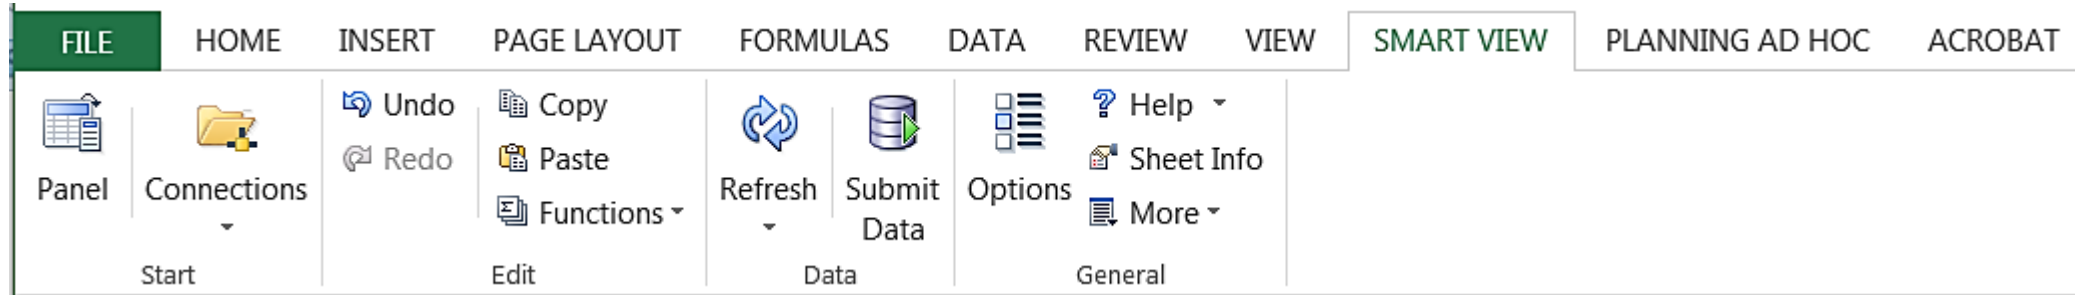 FILE HOME INSERT PAGE LAYOUT FORMULAS DATA REVIEW VIEW SMART VIEW PLANNING AD HOC ACROBAT
Panel
Connections
Start
Undo
Redo
Copy
Paste
Functions
Edit
Refresh
Submit
Data
Data
Options
Help
Sheet Info
More
General